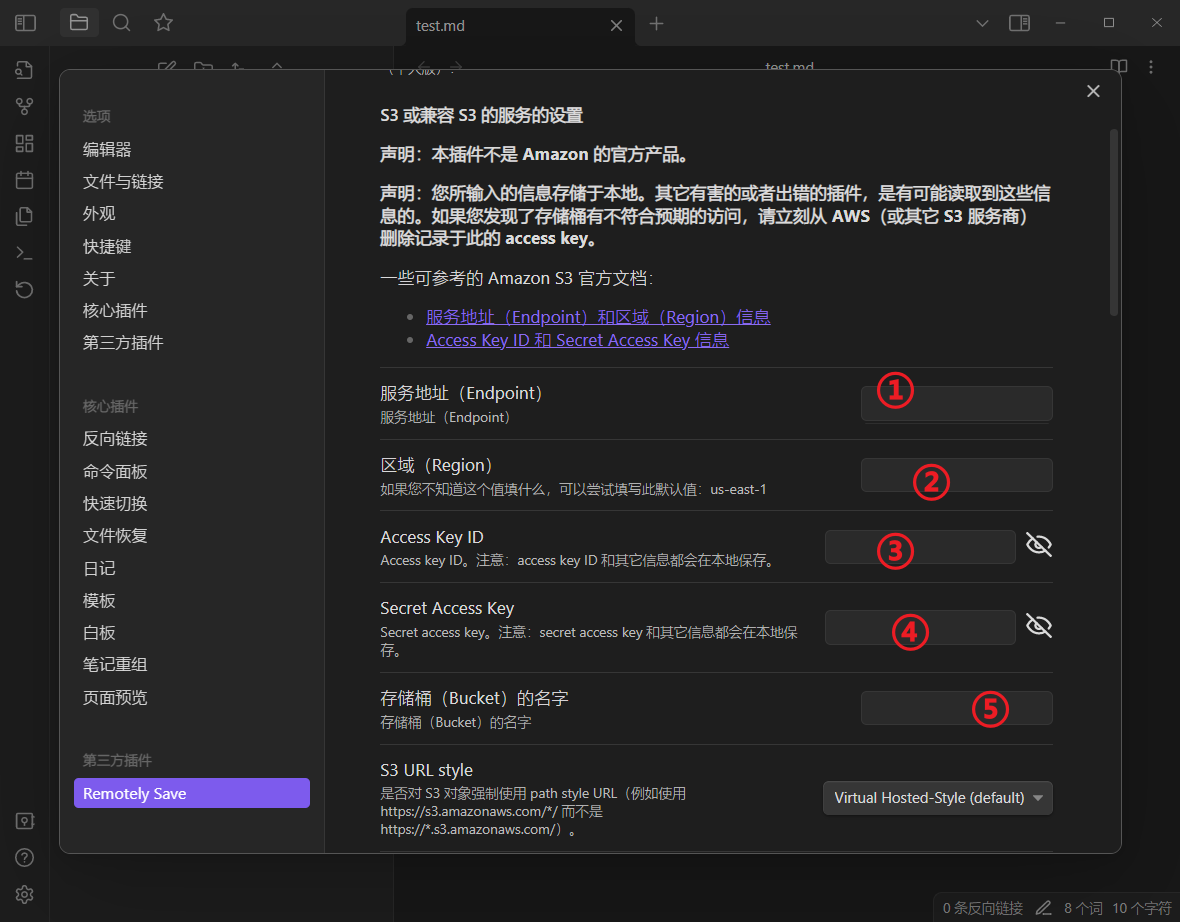 test.md
test.md
（个人版）.
选项
编辑器
文件与链接
外观
快捷键
关于
核心插件
第三方插件
核心插件
反向链接
命令面板
快速切换
文件恢复
日记
模板
白板
笔记重组
页面预览
第三方插件
Remotely Save
S3 或兼容 S3 的服务的设置
声明：本插件不是 Amazon 的官方产品。
声明：您所输入的信息存储于本地。其它有害的或者出错的插件，是有可能读取到这些信
息的。如果您发现了存储桶有不符合预期的访问，请立刻从 AWS（或其它 S3 服务商）
删除记录于此的 access key。
一些可参考的 Amazon S3 官方文档：
服务地址（Endpoint）和区域（Region）信息
Access Key ID 和 Secret Access Key 信息
服务地址（Endpoint）
服务地址（Endpoint）
①
区域（Region）
如果您不知道这个值填什么，可以尝试填写此默认值：us-east-1
②
Access Key ID
Access key ID。注意：access key ID 和其它信息都会在本地保存。
③
Secret Access Key
Secret access key。注意：secret access key 和其它信息都会在本地保
存。
④
存储桶（Bucket）的名字
存储桶（Bucket）的名字
⑤
S3 URL style
是否对 S3 对象强制使用 path style URL（例如使用
https://s3.amazonaws.com/*/ 而不是
https://*.s3.amazonaws.com/）。
Virtual Hosted-Style (default)
0 条反向链接
8 个词
10 个字符